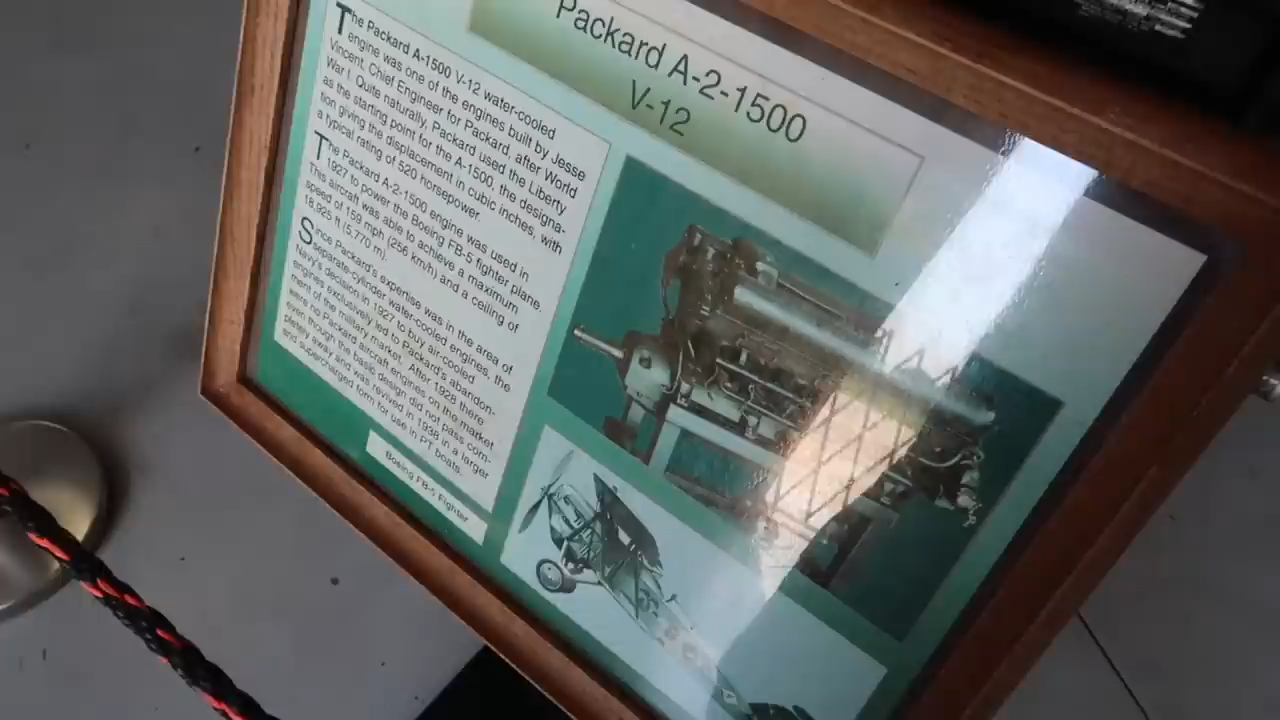 Packard A-2-1500
V-12
The Packard A-1500 V-12 water-cooled
engine was one of the engines built by Jesse
Vincent, Chief Engineer for Packard, after World
War I. Quite naturally, Packard used the Liberty
as the starting point for the A-1500, the designa-
tion giving the displacement in cubic inches, with
a typical rating of 520 horsepower.
The Packard A-2-1500 engine was used in
1927 to power the Boeing FB-5 fighter plane.
This aircraft was able to achieve a maximum
speed of 159 mph (256 km/h) and a ceiling of
18,925 ft (5,770 m).
Since Packard's expertise was in the area of
separate-cylinder water-cooled engines, the
Navy's decision in 1927 to buy air-cooled
engines exclusively led to Packard's abandon-
ment of the military market. After 1928 there
were no Packard aircraft engines on the market
even though the basic design did not pass com-
pletely away and was revived in 1938 in a larger
and supercharged form for use in PT boats.
Boeing FB-5 Fighter